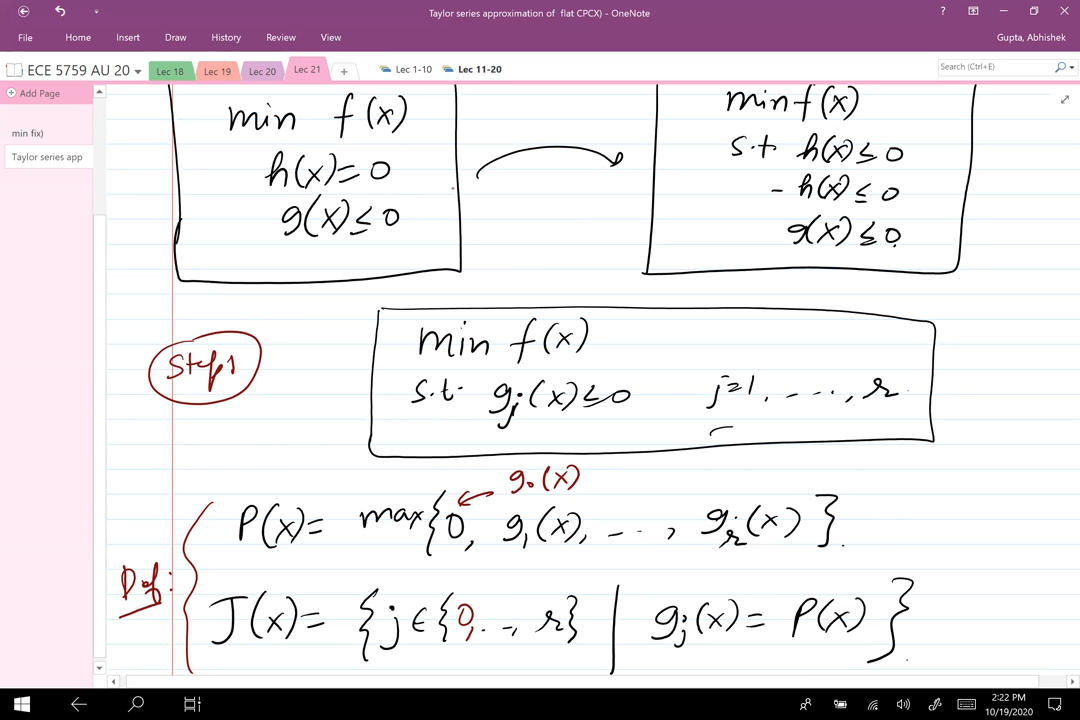 Taylor series approximation of flat CPCX) - OneNote
Gupta, Abhishek
File Home Insert Draw History Review View
ECE 5759 AU 20 Lec 18 Lec 19 Lec 20 Lec 21 + Lec 1-10 Lec 11-20
Search (Ctrl+E)
Add Page
min fix)
Taylor series app
min f(x)
h(x)=0
g(x)≤0
min f(x)
s.t h(x)≤0
-h(x)≤0
g(x)≤0
Step 1
min f(x)
s.t. gⱼ(x)≤0 j=1, ..., r
g₀(x)
Def:
P(x)= max{0, g₁(x), ..., gᵣ(x)}.
J(x)= {j∈{0,..., r} | gⱼ(x)= P(x)}
2:22 PM
10/19/2020